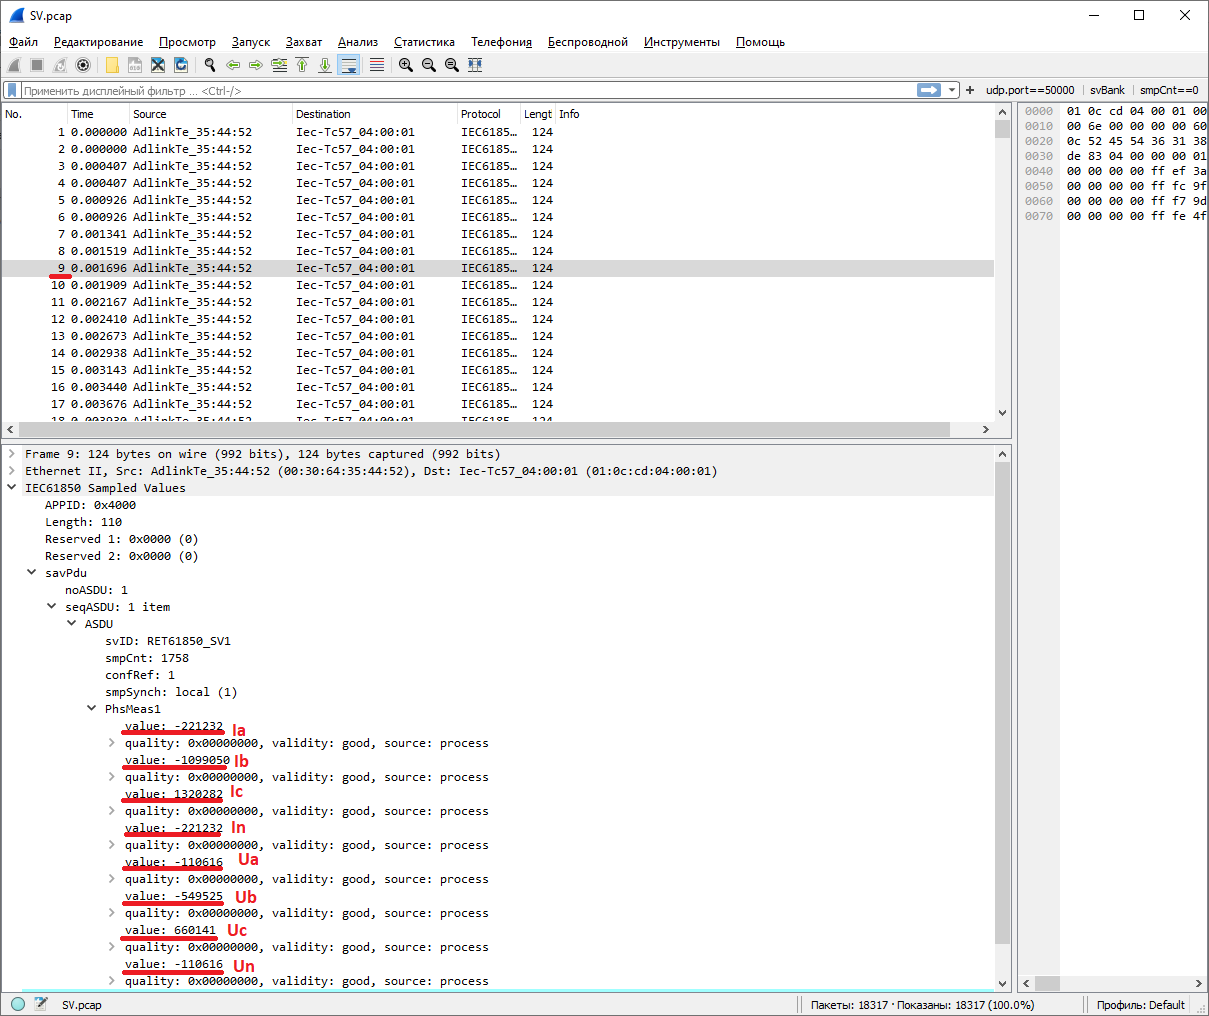 SV.pcap
Файл Редактирование Просмотр Запуск Захват Анализ Статистика Телефония Беспроводной Инструменты Помощь
Применить дисплейный фильтр ... <Ctrl-/> + udp.port==50000 svBank smpCnt==0
No. Time Source Destination Protocol Lengt Info
1 0.000000 AdlinkTe_35:44:52 Iec-Tc57_04:00:01 IEC6185… 124
2 0.000000 AdlinkTe_35:44:52 Iec-Tc57_04:00:01 IEC6185… 124
3 0.000407 AdlinkTe_35:44:52 Iec-Tc57_04:00:01 IEC6185… 124
4 0.000407 AdlinkTe_35:44:52 Iec-Tc57_04:00:01 IEC6185… 124
5 0.000926 AdlinkTe_35:44:52 Iec-Tc57_04:00:01 IEC6185… 124
6 0.000926 AdlinkTe_35:44:52 Iec-Tc57_04:00:01 IEC6185… 124
7 0.001341 AdlinkTe_35:44:52 Iec-Tc57_04:00:01 IEC6185… 124
8 0.001519 AdlinkTe_35:44:52 Iec-Tc57_04:00:01 IEC6185… 124
9 0.001696 AdlinkTe_35:44:52 Iec-Tc57_04:00:01 IEC6185… 124
10 0.001909 AdlinkTe_35:44:52 Iec-Tc57_04:00:01 IEC6185… 124
11 0.002167 AdlinkTe_35:44:52 Iec-Tc57_04:00:01 IEC6185… 124
12 0.002410 AdlinkTe_35:44:52 Iec-Tc57_04:00:01 IEC6185… 124
13 0.002673 AdlinkTe_35:44:52 Iec-Tc57_04:00:01 IEC6185… 124
14 0.002938 AdlinkTe_35:44:52 Iec-Tc57_04:00:01 IEC6185… 124
15 0.003143 AdlinkTe_35:44:52 Iec-Tc57_04:00:01 IEC6185… 124
16 0.003440 AdlinkTe_35:44:52 Iec-Tc57_04:00:01 IEC6185… 124
17 0.003676 AdlinkTe_35:44:52 Iec-Tc57_04:00:01 IEC6185… 124
0000 01 0c cd 04 00 01 00
0010 00 6e 00 00 00 00 60
0020 0c 52 45 54 36 31 38
0030 de 83 04 00 00 00 01
0040 00 00 00 00 ff ef 3a
0050 00 00 00 00 ff fc 9f
0060 00 00 00 00 ff f7 9d
0070 00 00 00 00 ff fe 4f
Frame 9: 124 bytes on wire (992 bits), 124 bytes captured (992 bits)
Ethernet II, Src: AdlinkTe_35:44:52 (00:30:64:35:44:52), Dst: Iec-Tc57_04:00:01 (01:0c:cd:04:00:01)
IEC61850 Sampled Values
APPID: 0x4000
Length: 110
Reserved 1: 0x0000 (0)
Reserved 2: 0x0000 (0)
savPdu
noASDU: 1
seqASDU: 1 item
ASDU
svID: RET61850_SV1
smpCnt: 1758
confRef: 1
smpSynch: local (1)
PhsMeas1
value: -221232 Ia
quality: 0x00000000, validity: good, source: process
value: -1099050 Ib
quality: 0x00000000, validity: good, source: process
value: 1320282 Ic
quality: 0x00000000, validity: good, source: process
value: -221232 In
quality: 0x00000000, validity: good, source: process
value: -110616 Ua
quality: 0x00000000, validity: good, source: process
value: -549525 Ub
quality: 0x00000000, validity: good, source: process
value: 660141 Uc
quality: 0x00000000, validity: good, source: process
value: -110616 Un
quality: 0x00000000, validity: good, source: process
SV.pcap Пакеты: 18317 · Показаны: 18317 (100.0%) Профиль: Default